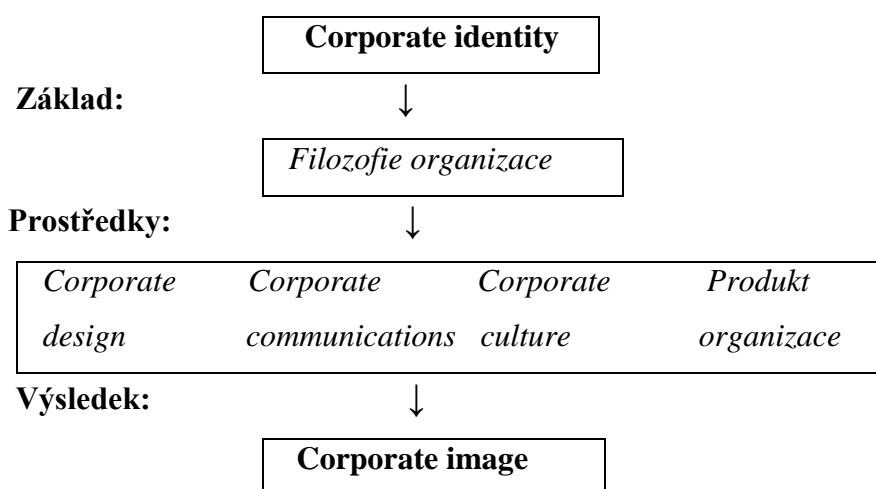 Corporate identity
Základ: ↓
Filozofie organizace
Prostředky: ↓
Corporate Corporate Corporate Produkt
design communications culture organizace
Výsledek: ↓
Corporate image